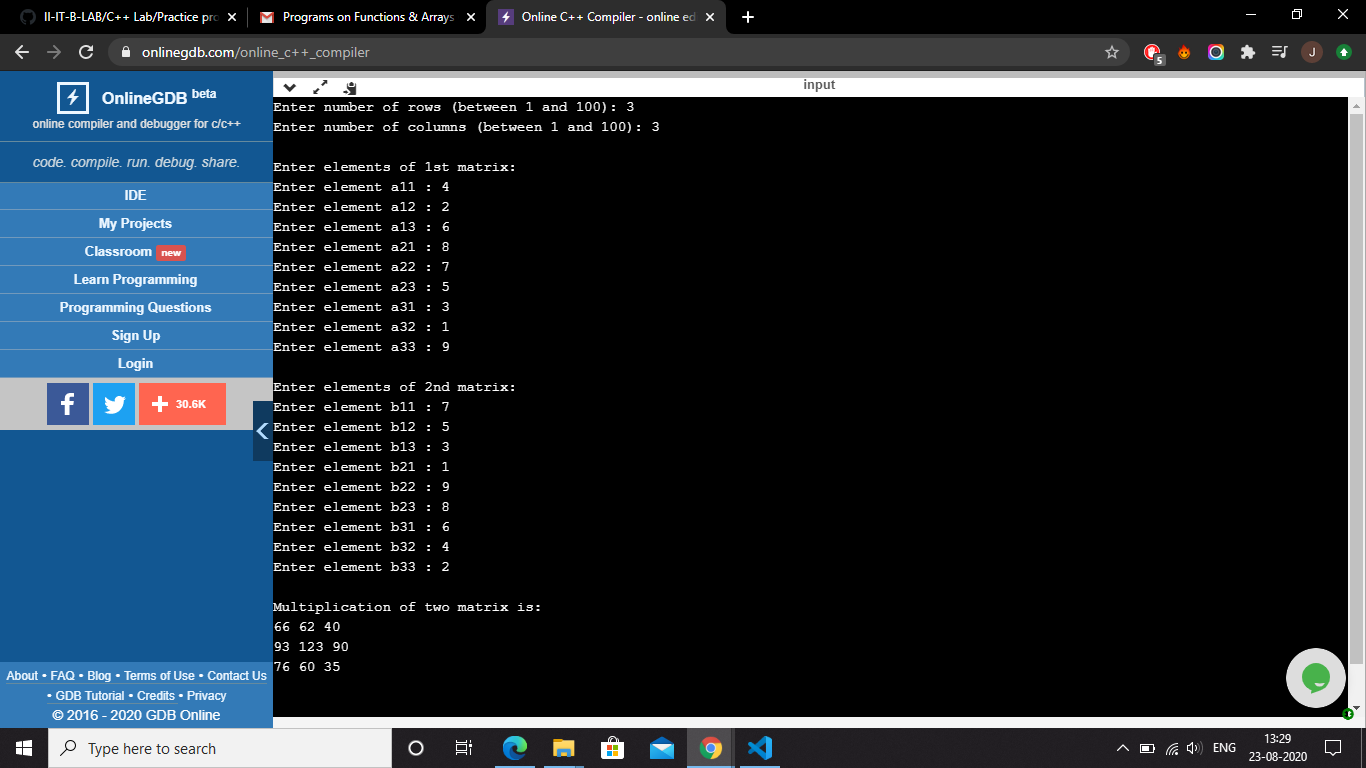 II-IT-B-LAB/C++ Lab/Practice pro
Programs on Functions & Arrays
Online C++ Compiler - online ed
onlinegdb.com/online_c++_compiler
5
J
OnlineGDB beta
online compiler and debugger for c/c++
code. compile. run. debug. share.
IDE
My Projects
Classroom new
Learn Programming
Programming Questions
Sign Up
Login
f
30.6K
About • FAQ • Blog • Terms of Use • Contact Us
• GDB Tutorial • Credits • Privacy
© 2016 - 2020 GDB Online
input
Enter number of rows (between 1 and 100): 3
Enter number of columns (between 1 and 100): 3
Enter elements of 1st matrix:
Enter element a11 : 4
Enter element a12 : 2
Enter element a13 : 6
Enter element a21 : 8
Enter element a22 : 7
Enter element a23 : 5
Enter element a31 : 3
Enter element a32 : 1
Enter element a33 : 9
Enter elements of 2nd matrix:
Enter element b11 : 7
Enter element b12 : 5
Enter element b13 : 3
Enter element b21 : 1
Enter element b22 : 9
Enter element b23 : 8
Enter element b31 : 6
Enter element b32 : 4
Enter element b33 : 2
Multiplication of two matrix is:
66 62 40
93 123 90
76 60 35
Type here to search
ENG
13:29
23-08-2020